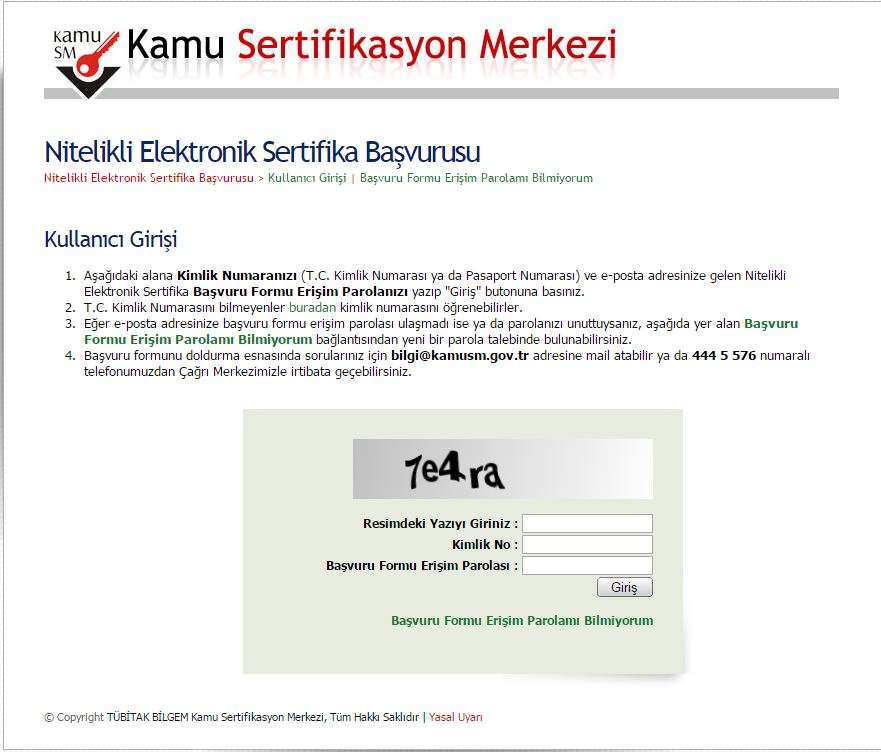 KAMU
SM
Kamu Sertifikasyon Merkezi
Nitelikli Elektronik Sertifika Başvurusu
Nitelikli Elektronik Sertifika Başvurusu > Kullanıcı Girişi | Başvuru Formu Erişim Parolamı Bilmiyorum
Kullanıcı Girişi
1. Aşağıdaki alana Kimlik Numaranızı (T.C. Kimlik Numarası ya da Pasaport Numarası) ve e-posta adresinize gelen Nitelikli
Elektronik Sertifika Başvuru Formu Erişim Parolanızı yazıp "Giriş" butonuna basınız.
2. T.C. Kimlik Numarasını bilmeyenler buradan kimlik numarasını öğrenebilirler.
3. Eğer e-posta adresinize başvuru formu erişim parolası ulaşmadı ise ya da parolanızı unuttuysanız, aşağıda yer alan Başvuru
Formu Erişim Parolamı Bilmiyorum bağlantısından yeni bir parola talebinde bulunabilirsiniz.
4. Başvuru formunu doldurma esnasında sorularınız için bilgi@kamusm.gov.tr adresine mail atabilir ya da 444 5 576 numaralı
telefonumuzdan Çağrı Merkezimizle irtibata geçebilirsiniz.
7e4ra
Resimdeki Yazıyı Giriniz :
Kimlik No :
Başvuru Formu Erişim Parolası :
Giriş
Başvuru Formu Erişim Parolamı Bilmiyorum
© Copyright TÜBİTAK BİLGEM Kamu Sertifikasyon Merkezi, Tüm Hakkı Saklıdır | Yasal Uyarı